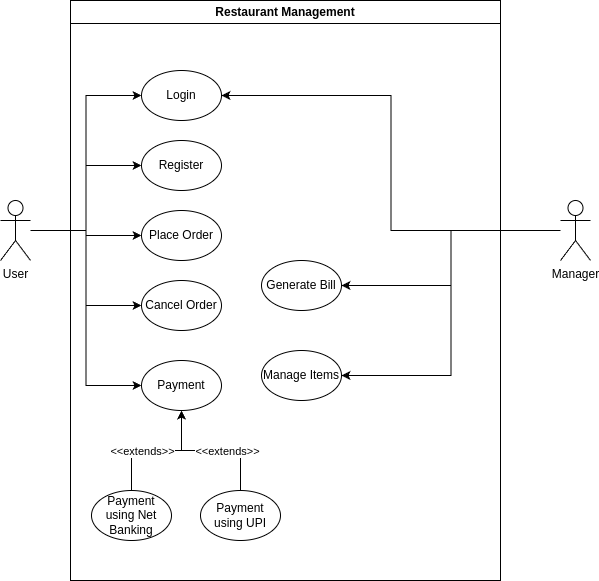 Restaurant Management
Login
Register
Place Order
Cancel Order
Payment
User
Manager
Generate Bill
Manage Items
<<extends>>
<<extends>>
Payment
using Net
Banking
Payment
using UPI